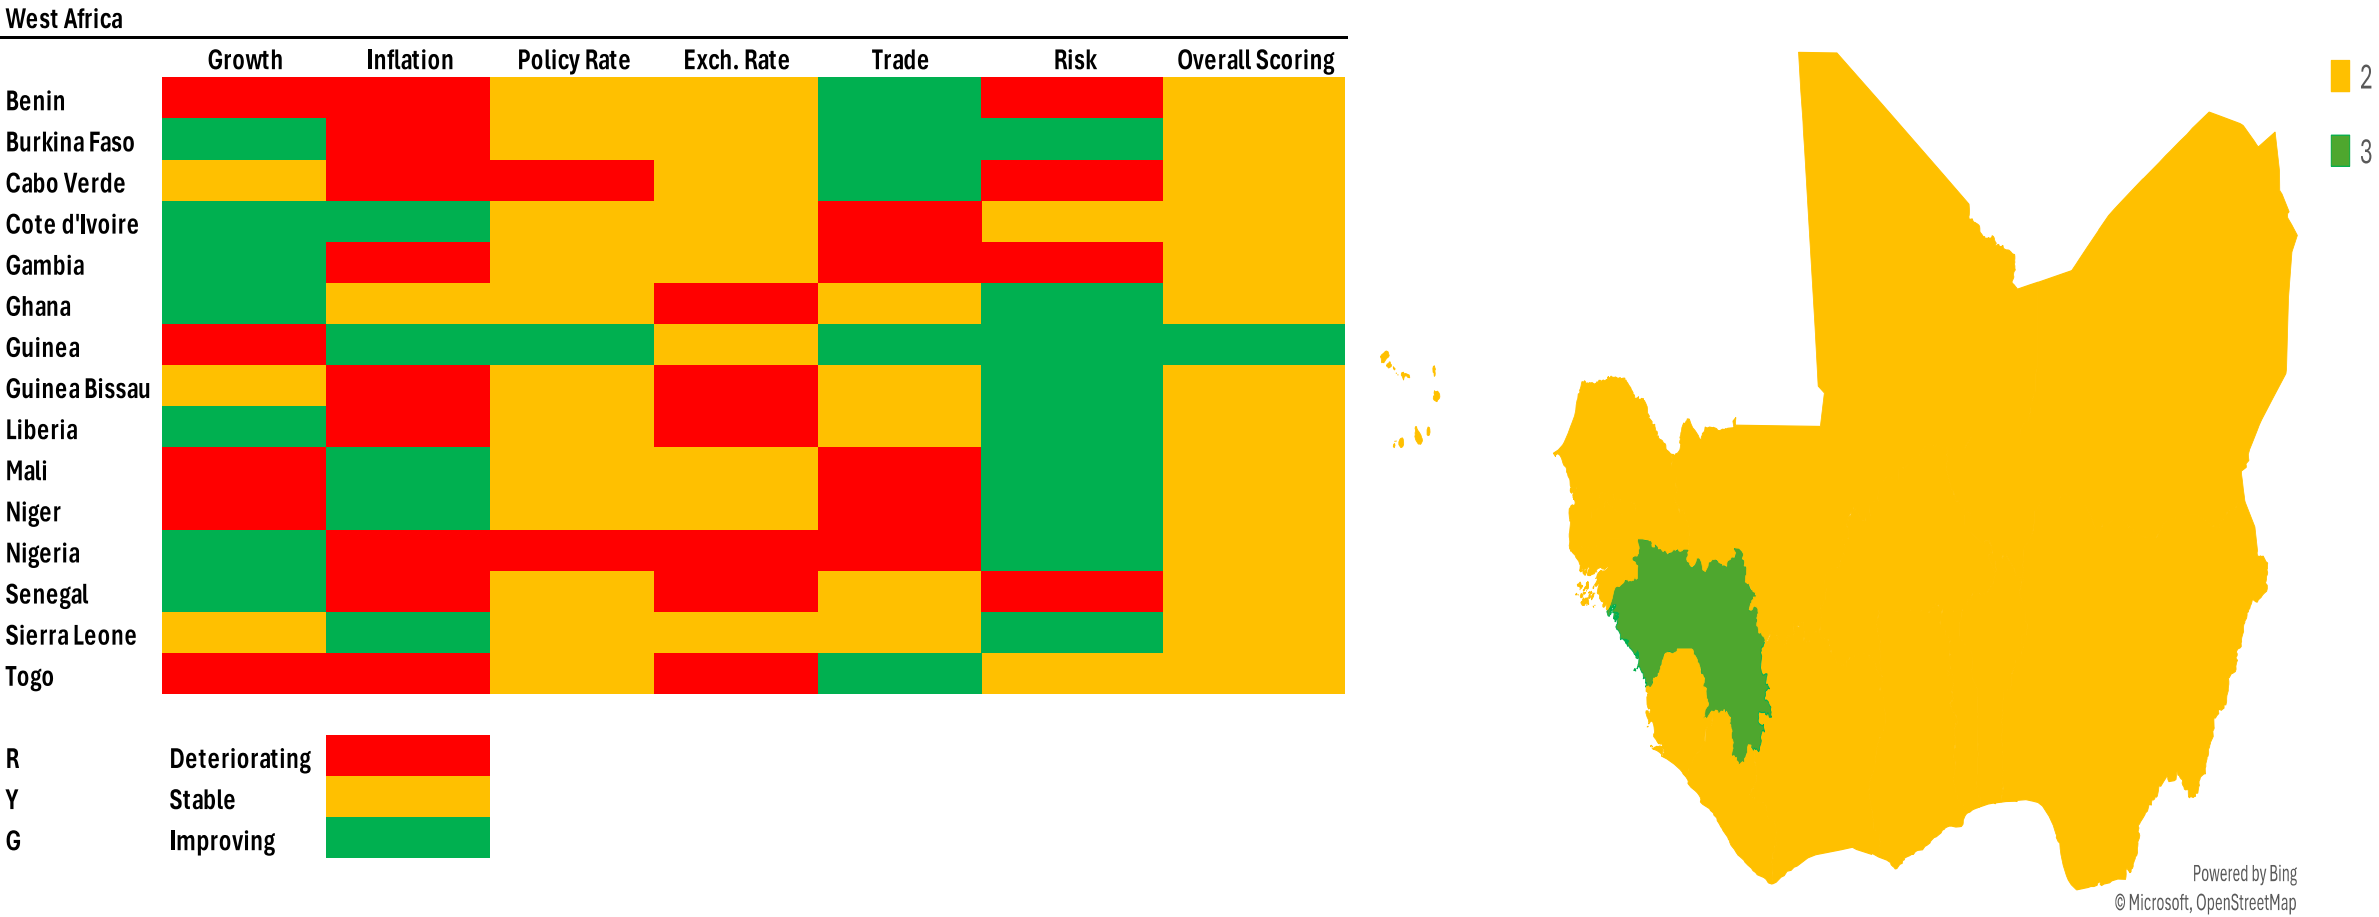 West Africa
Growth Inflation Policy Rate Exch. Rate Trade Risk Overall Scoring
Benin
Burkina Faso
Cabo Verde
Cote d'Ivoire
Gambia
Ghana
Guinea
Guinea Bissau
Liberia
Mali
Niger
Nigeria
Senegal
Sierra Leone
Togo
R Deteriorating
Y Stable
G Improving
2
3
Powered by Bing
© Microsoft, OpenStreetMap